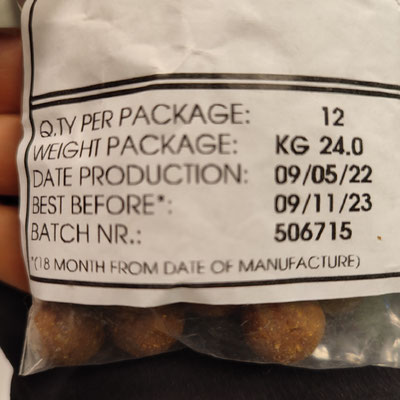 Q.TY PER PACKAGE: 12
WEIGHT PACKAGE: KG 24.0
DATE PRODUCTION: 09/05/22
BEST BEFORE*: 09/11/23
BATCH NR.: 506715
*(18 MONTH FROM DATE OF MANUFACTURE)